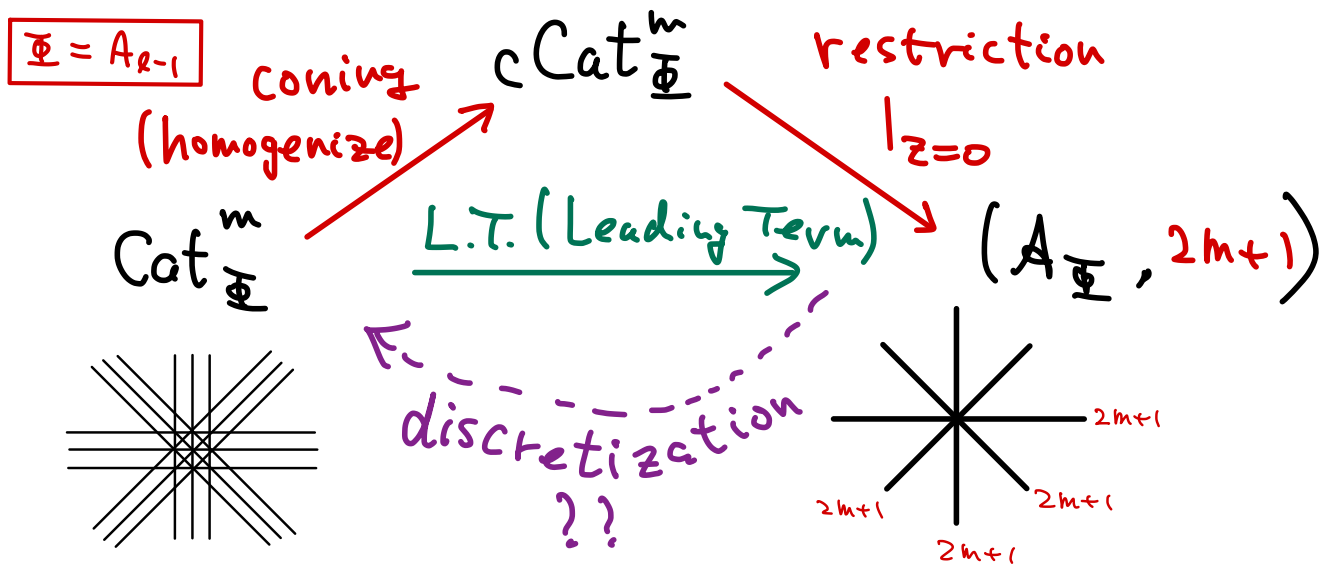 Φ = A_{ℓ-1}
coning
(homogenize)
cCat^m_Φ
restriction
|_{z=0}
Cat^m_Φ
L.T. (Leading Term)
(A_Φ, 2m+1)
discretization
??
2m+1
2m+1
2m+1
2m+1